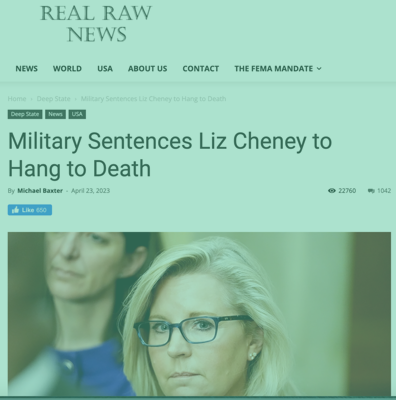 REAL RAW
NEWS
NEWS WORLD USA ABOUT US CONTACT THE FEMA MANDATE
Home › Deep State › Military Sentences Liz Cheney to Hang to Death
Deep State News USA
Military Sentences Liz Cheney to
Hang to Death
By Michael Baxter - April 23, 2023 22760 1042
Like 650